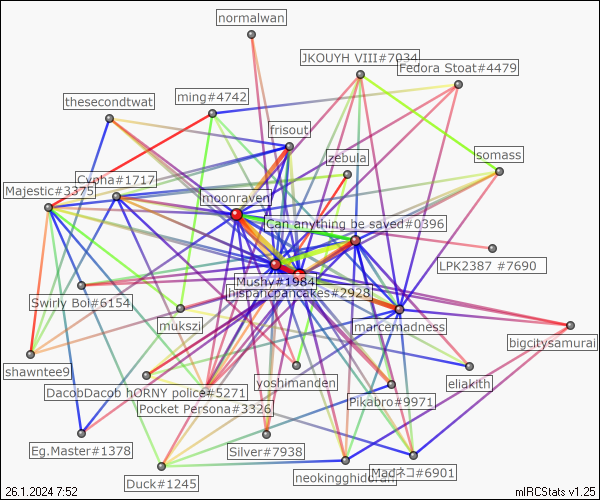 normalwan
JKOUYH VIII#7034
Fedora Stoat#4479
ming#4742
thesecondtwat
frisout
zebula
somass
Cypha#1717
Majestic#3375
moonraven
Can anything be saved#0396
LPK2387 #7690
Mushy#1984
hispancpancakes#2928
Swirly Boi#6154
mukszi
marcemadness
bigcitysamurai
shawntee9
yoshimanden
eliakith
DacobDacob hORNY police#5271
Pikabro#9971
Pocket Persona#3326
Eg.Master#1378
Silver#7938
Madネコ#6901
neokingghidorah
Duck#1245
26.1.2024 7:52
mIRCStats v1.25